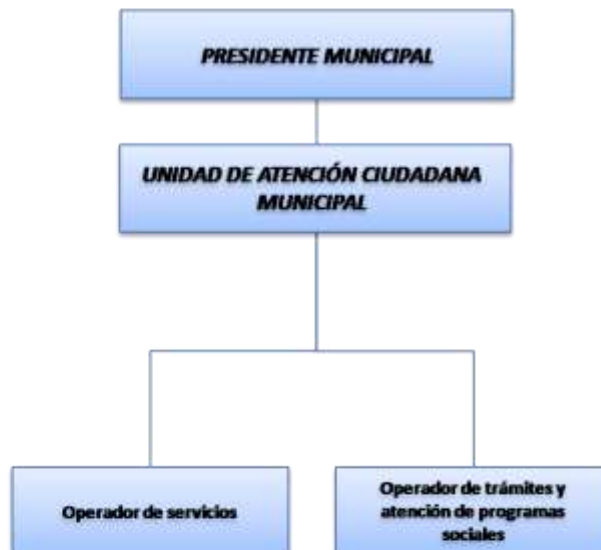 PRESIDENTE MUNICIPAL
UNIDAD DE ATENCIÓN CIUDADANA
MUNICIPAL
Operador de servicios
Operador de trámites y
atención de programas
sociales